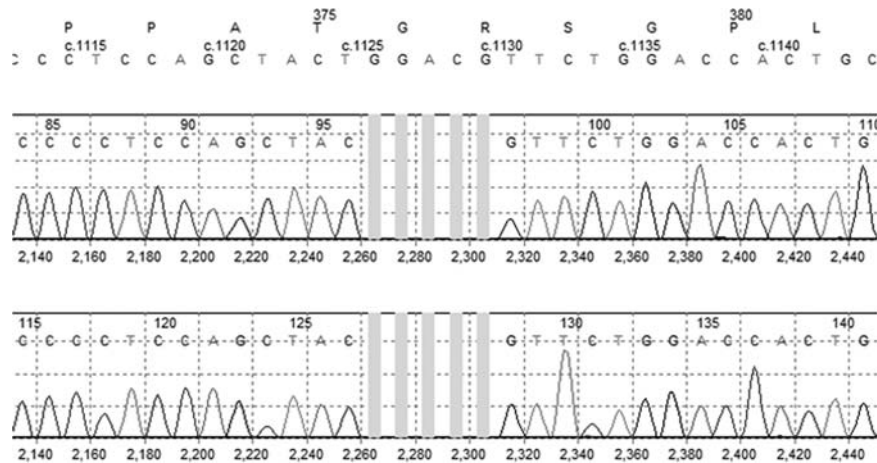 375 380
P P A T G R S G P L
c.1115 c.1120 c.1125 c.1130 c.1135 c.1140
C C C T C C A G C T A C T G G A C G T T C T G G A C C A C T G C
85 90 95 100 105 110
C C C C T C C A G C T A C G T T C T G G A C C A C T G
2,140 2,160 2,180 2,200 2,220 2,240 2,260 2,280 2,300 2,320 2,340 2,360 2,380 2,400 2,420 2,440
115 120 125 130 135 140
C C C C T C C A G C T A C G T T C T G G A C C A C T G
2,140 2,160 2,180 2,200 2,220 2,240 2,260 2,280 2,300 2,320 2,340 2,360 2,380 2,400 2,420 2,440